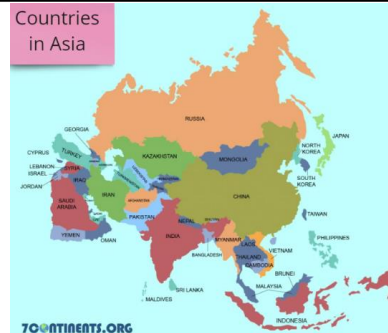 Countries
in Asia
RUSSIA
GEORGIA
JAPAN
CYPRUS
TURKEY
KAZAKHSTAN
MONGOLIA
NORTH
KOREA
LEBANON
SYRIA
ISRAEL
IRAQ
SOUTH
KOREA
JORDAN
IRAN
CHINA
SAUDI
ARABIA
AFGHANISTAN
PAKISTAN
NEPAL
TAIWAN
YEMEN
OMAN
INDIA
MYANMAR
LAOS
VIETNAM
PHILIPPINES
BANGLADESH
THAILAND
CAMBODIA
BRUNEI
SRI LANKA
MALDIVES
MALAYSIA
INDONESIA
7CONTINENTS.ORG